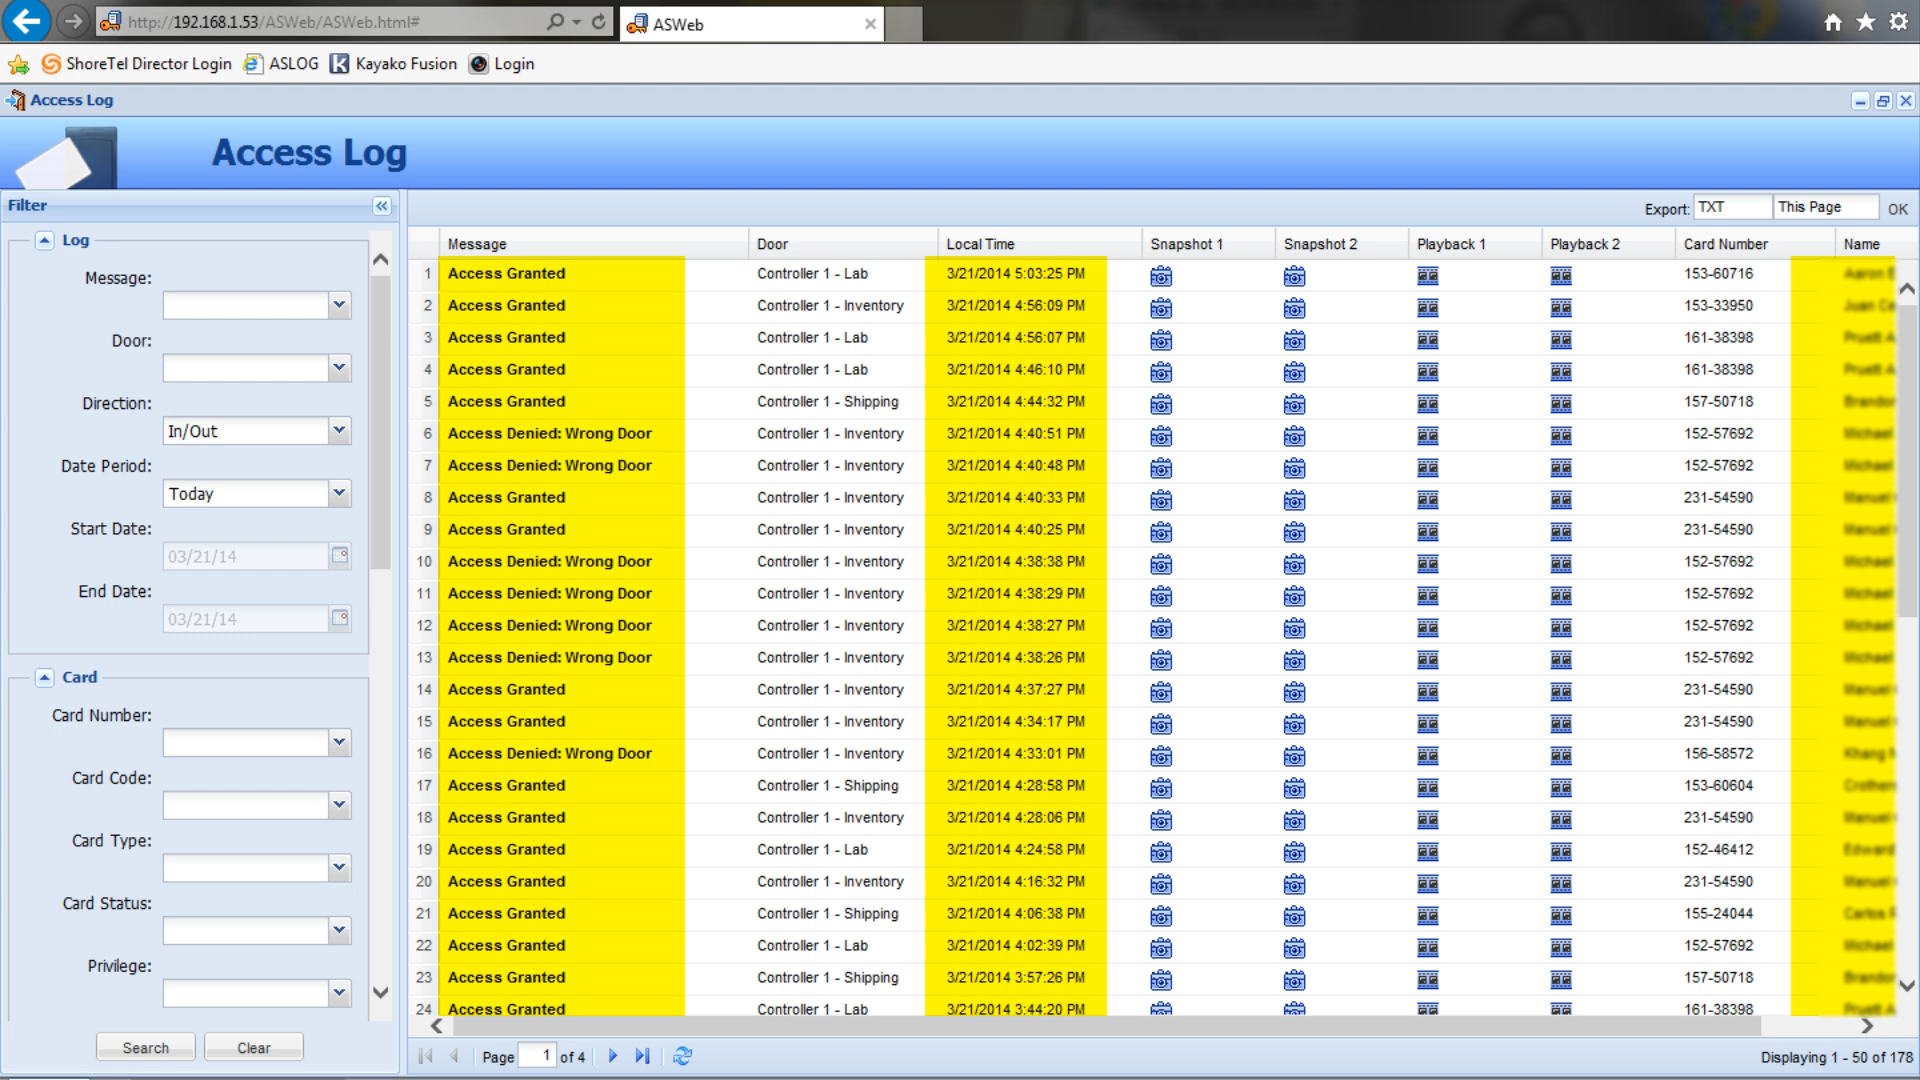 http://192.168.1.53/ASWeb/ASWeb.html#
ASWeb
ShoreTel Director Login ASLOG Kayako Fusion Login
Access Log
Access Log
Filter
Export: TXT This Page OK
Log
Message:
Door:
Direction:
In/Out
Date Period:
Today
Start Date:
03/21/14
End Date:
03/21/14
Card
Card Number:
Card Code:
Card Type:
Card Status:
Privilege:
Search Clear
Message Door Local Time Snapshot 1 Snapshot 2 Playback 1 Playback 2 Card Number Name
1 Access Granted Controller 1 - Lab 3/21/2014 5:03:25 PM 153-60716
2 Access Granted Controller 1 - Inventory 3/21/2014 4:56:09 PM 153-33950
3 Access Granted Controller 1 - Lab 3/21/2014 4:56:07 PM 161-38398
4 Access Granted Controller 1 - Lab 3/21/2014 4:46:10 PM 161-38398
5 Access Granted Controller 1 - Shipping 3/21/2014 4:44:32 PM 157-50718
6 Access Denied: Wrong Door Controller 1 - Inventory 3/21/2014 4:40:51 PM 152-57692
7 Access Denied: Wrong Door Controller 1 - Inventory 3/21/2014 4:40:48 PM 152-57692
8 Access Granted Controller 1 - Inventory 3/21/2014 4:40:33 PM 231-54590
9 Access Granted Controller 1 - Inventory 3/21/2014 4:40:25 PM 231-54590
10 Access Denied: Wrong Door Controller 1 - Inventory 3/21/2014 4:38:38 PM 152-57692
11 Access Denied: Wrong Door Controller 1 - Inventory 3/21/2014 4:38:29 PM 152-57692
12 Access Denied: Wrong Door Controller 1 - Inventory 3/21/2014 4:38:27 PM 152-57692
13 Access Denied: Wrong Door Controller 1 - Inventory 3/21/2014 4:38:26 PM 152-57692
14 Access Granted Controller 1 - Inventory 3/21/2014 4:37:27 PM 231-54590
15 Access Granted Controller 1 - Inventory 3/21/2014 4:34:17 PM 231-54590
16 Access Denied: Wrong Door Controller 1 - Inventory 3/21/2014 4:33:01 PM 156-58572
17 Access Granted Controller 1 - Shipping 3/21/2014 4:28:58 PM 153-60604
18 Access Granted Controller 1 - Inventory 3/21/2014 4:28:06 PM 231-54590
19 Access Granted Controller 1 - Lab 3/21/2014 4:24:58 PM 152-46412
20 Access Granted Controller 1 - Inventory 3/21/2014 4:16:32 PM 231-54590
21 Access Granted Controller 1 - Shipping 3/21/2014 4:06:38 PM 155-24044
22 Access Granted Controller 1 - Lab 3/21/2014 4:02:39 PM 152-57692
23 Access Granted Controller 1 - Shipping 3/21/2014 3:57:26 PM 157-50718
24 Access Granted Controller 1 - Lab 3/21/2014 3:44:20 PM 161-38398
Page 1 of 4
Displaying 1 - 50 of 178